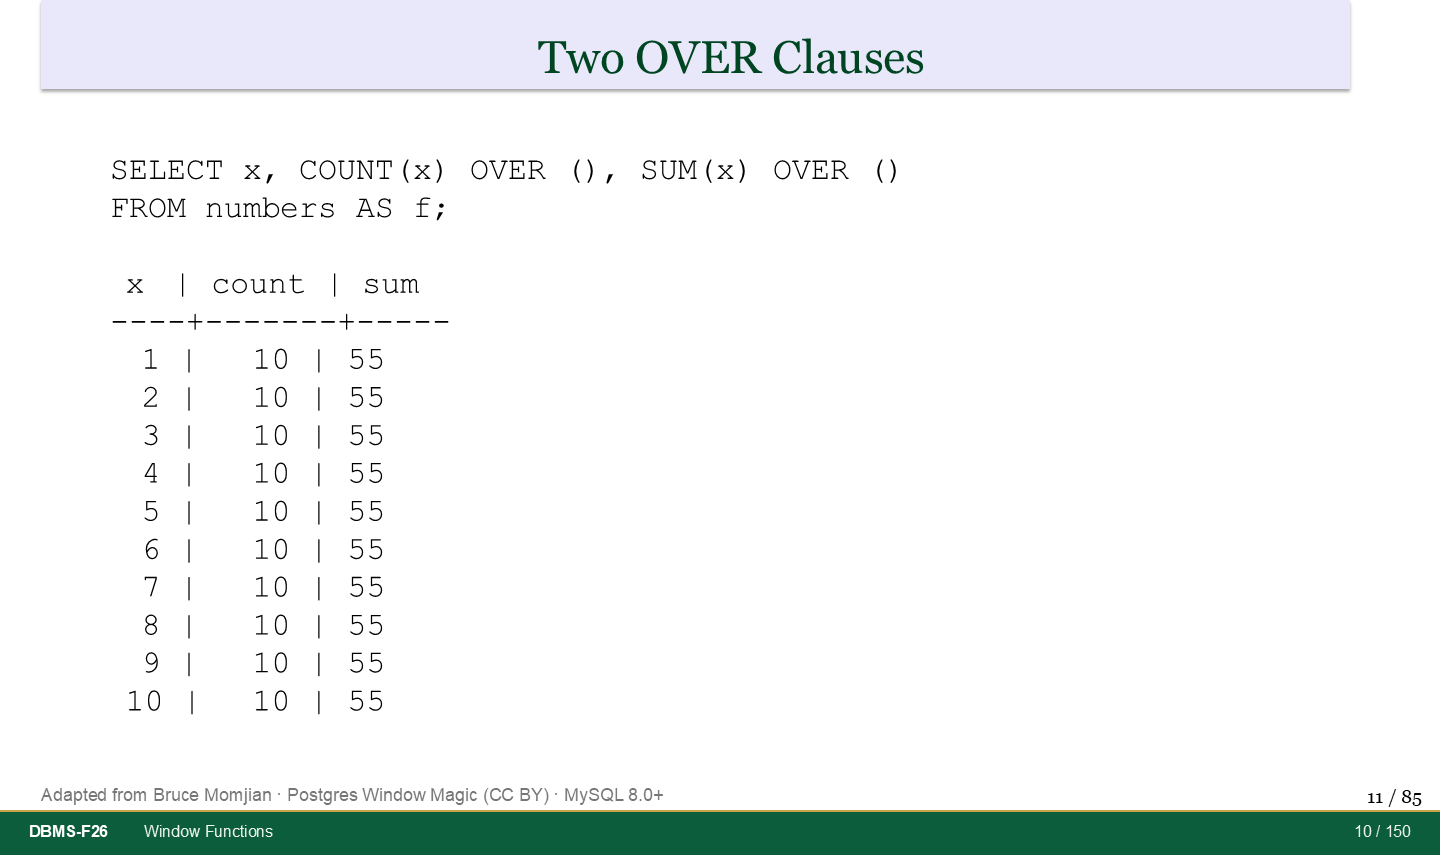 Two OVER Clauses
SELECT x, COUNT(x) OVER (), SUM(x) OVER ()
FROM numbers AS f;
x | count | sum
----+-------+-----
1 | 10 | 55
2 | 10 | 55
3 | 10 | 55
4 | 10 | 55
5 | 10 | 55
6 | 10 | 55
7 | 10 | 55
8 | 10 | 55
9 | 10 | 55
10 | 10 | 55
Adapted from Bruce Momjian · Postgres Window Magic (CC BY) · MySQL 8.0+
11 / 85
DBMS-F26 Window Functions
10 / 150